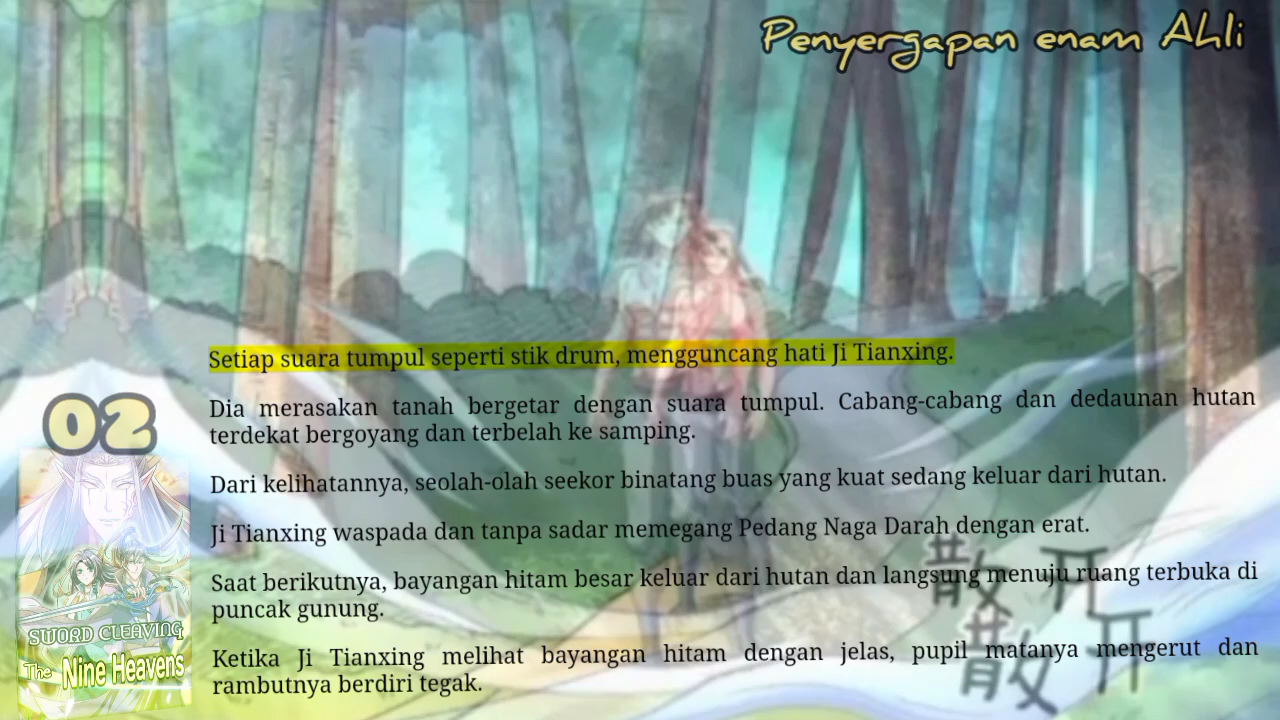 Penyergapan enam Ahli
Setiap suara tumpul seperti stik drum, mengguncang hati Ji Tianxing.
Dia merasakan tanah bergetar dengan suara tumpul. Cabang-cabang dan dedaunan hutan
terdekat bergoyang dan terbelah ke samping.
Dari kelihatannya, seolah-olah seekor binatang buas yang kuat sedang keluar dari hutan.
Ji Tianxing waspada dan tanpa sadar memegang Pedang Naga Darah dengan erat.
Saat berikutnya, bayangan hitam besar keluar dari hutan dan langsung menuju ruang terbuka di
puncak gunung.
Ketika Ji Tianxing melihat bayangan hitam dengan jelas, pupil matanya mengerut dan
rambutnya berdiri tegak.
02
SWORD CLEAVING
The Nine Heavens
散开
散开